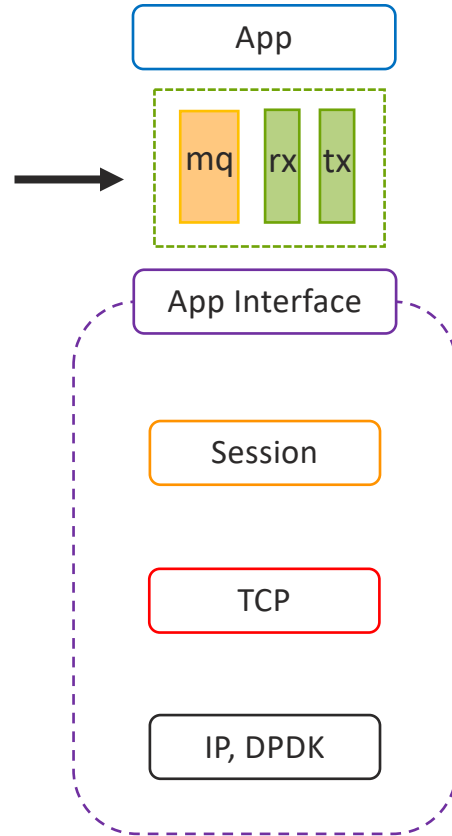 App
mq rx tx
App Interface
Session
TCP
IP, DPDK